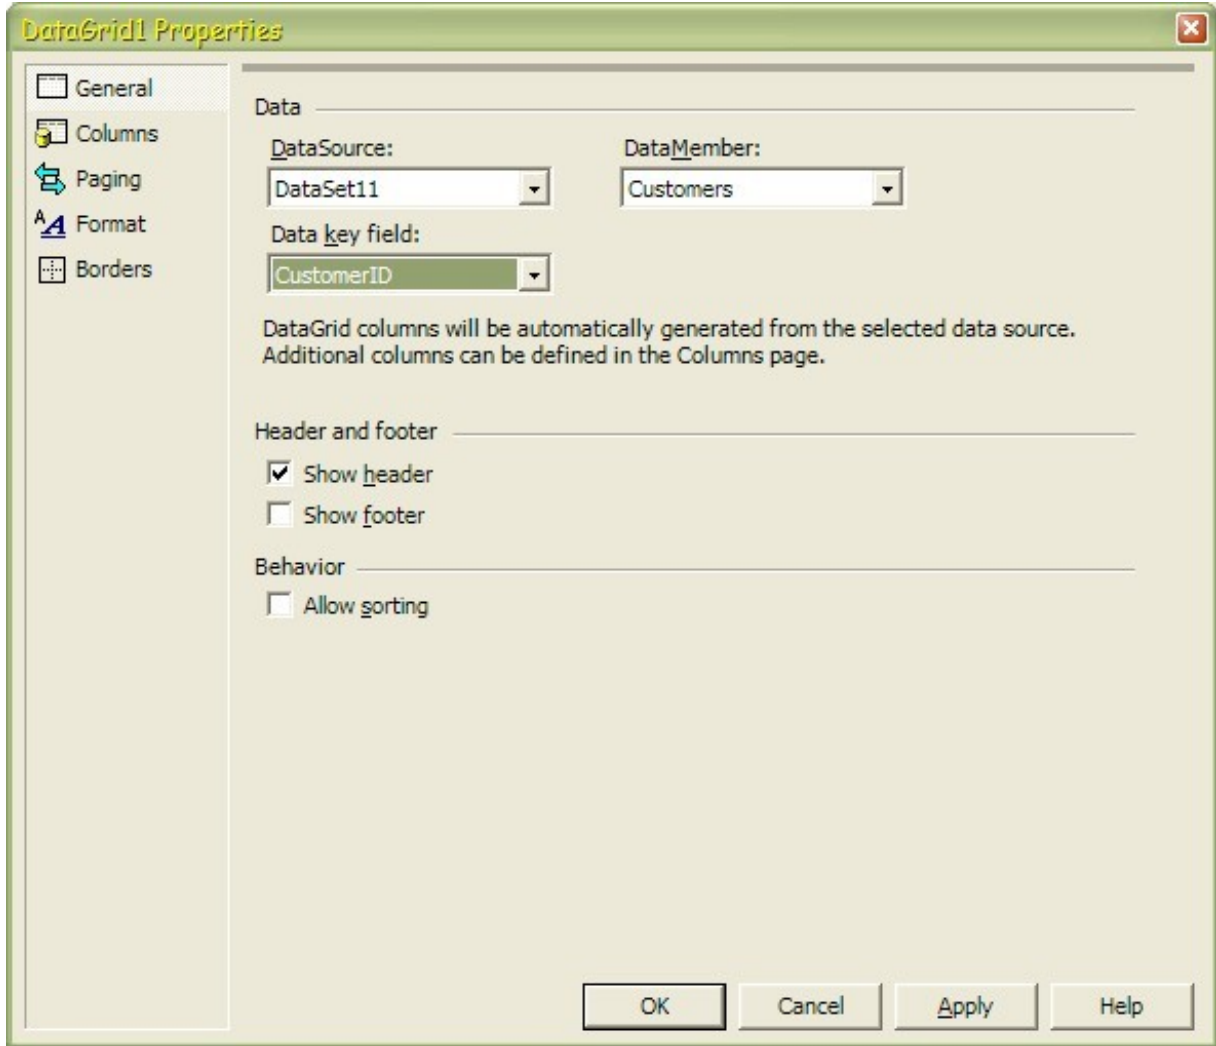 DataGrid1 Properties
General
Columns
Paging
Format
Borders
Data
DataSource: DataMember:
DataSet11 Customers
Data key field:
CustomerID
DataGrid columns will be automatically generated from the selected data source.
Additional columns can be defined in the Columns page.
Header and footer
Show header
Show footer
Behavior
Allow sorting
OK Cancel Apply Help